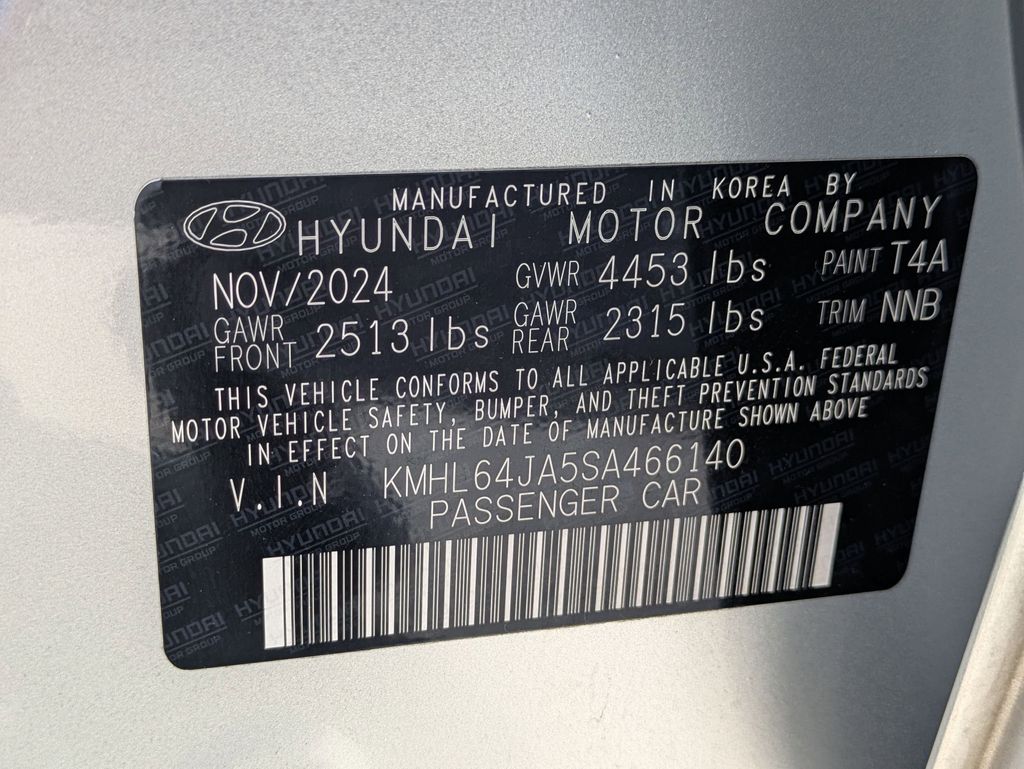 MANUFACTURED IN KOREA BY
HYUNDAI MOTOR COMPANY
NOV/2024 GVWR 4453 lbs PAINT T4A
GAWR FRONT 2513 lbs GAWR REAR 2315 lbs TRIM NNB
THIS VEHICLE CONFORMS TO ALL APPLICABLE U.S.A. FEDERAL
MOTOR VEHICLE SAFETY, BUMPER, AND THEFT PREVENTION STANDARDS
IN EFFECT ON THE DATE OF MANUFACTURE SHOWN ABOVE
V.I.N KMHL64JA5SA466140
PASSENGER CAR